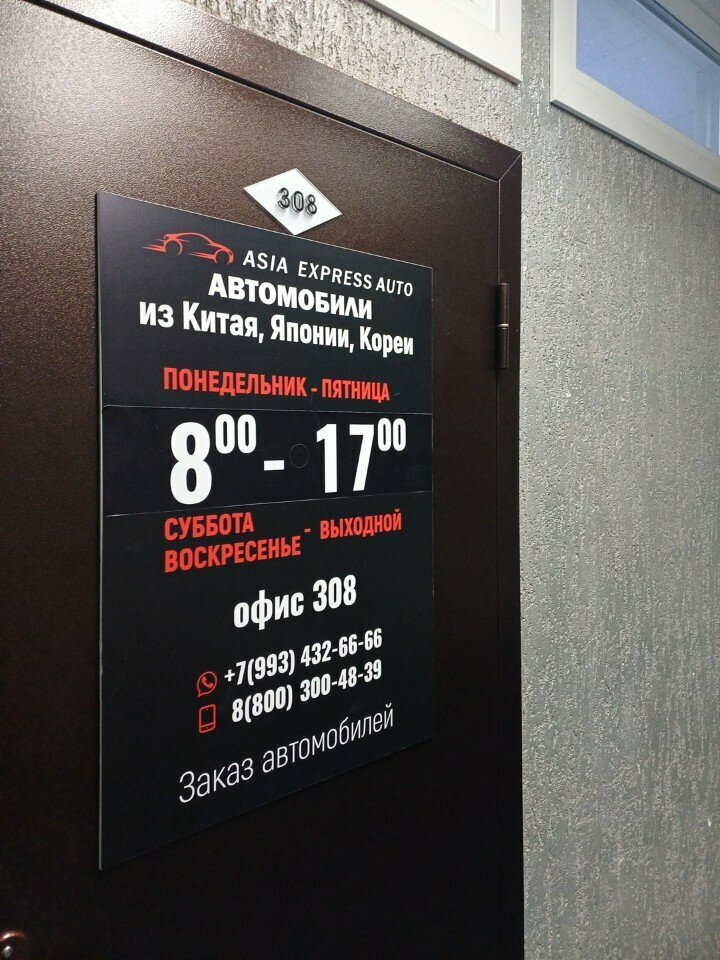 308
ASIA EXPRESS AUTO
АВТОМОБИЛИ
из Китая, Японии, Кореи
ПОНЕДЕЛЬНИК - ПЯТНИЦА
8⁰⁰ - 17⁰⁰
СУББОТА
ВОСКРЕСЕНЬЕ - ВЫХОДНОЙ
офис 308
+7(993) 432-66-66
8(800) 300-48-39
Заказ автомобилей